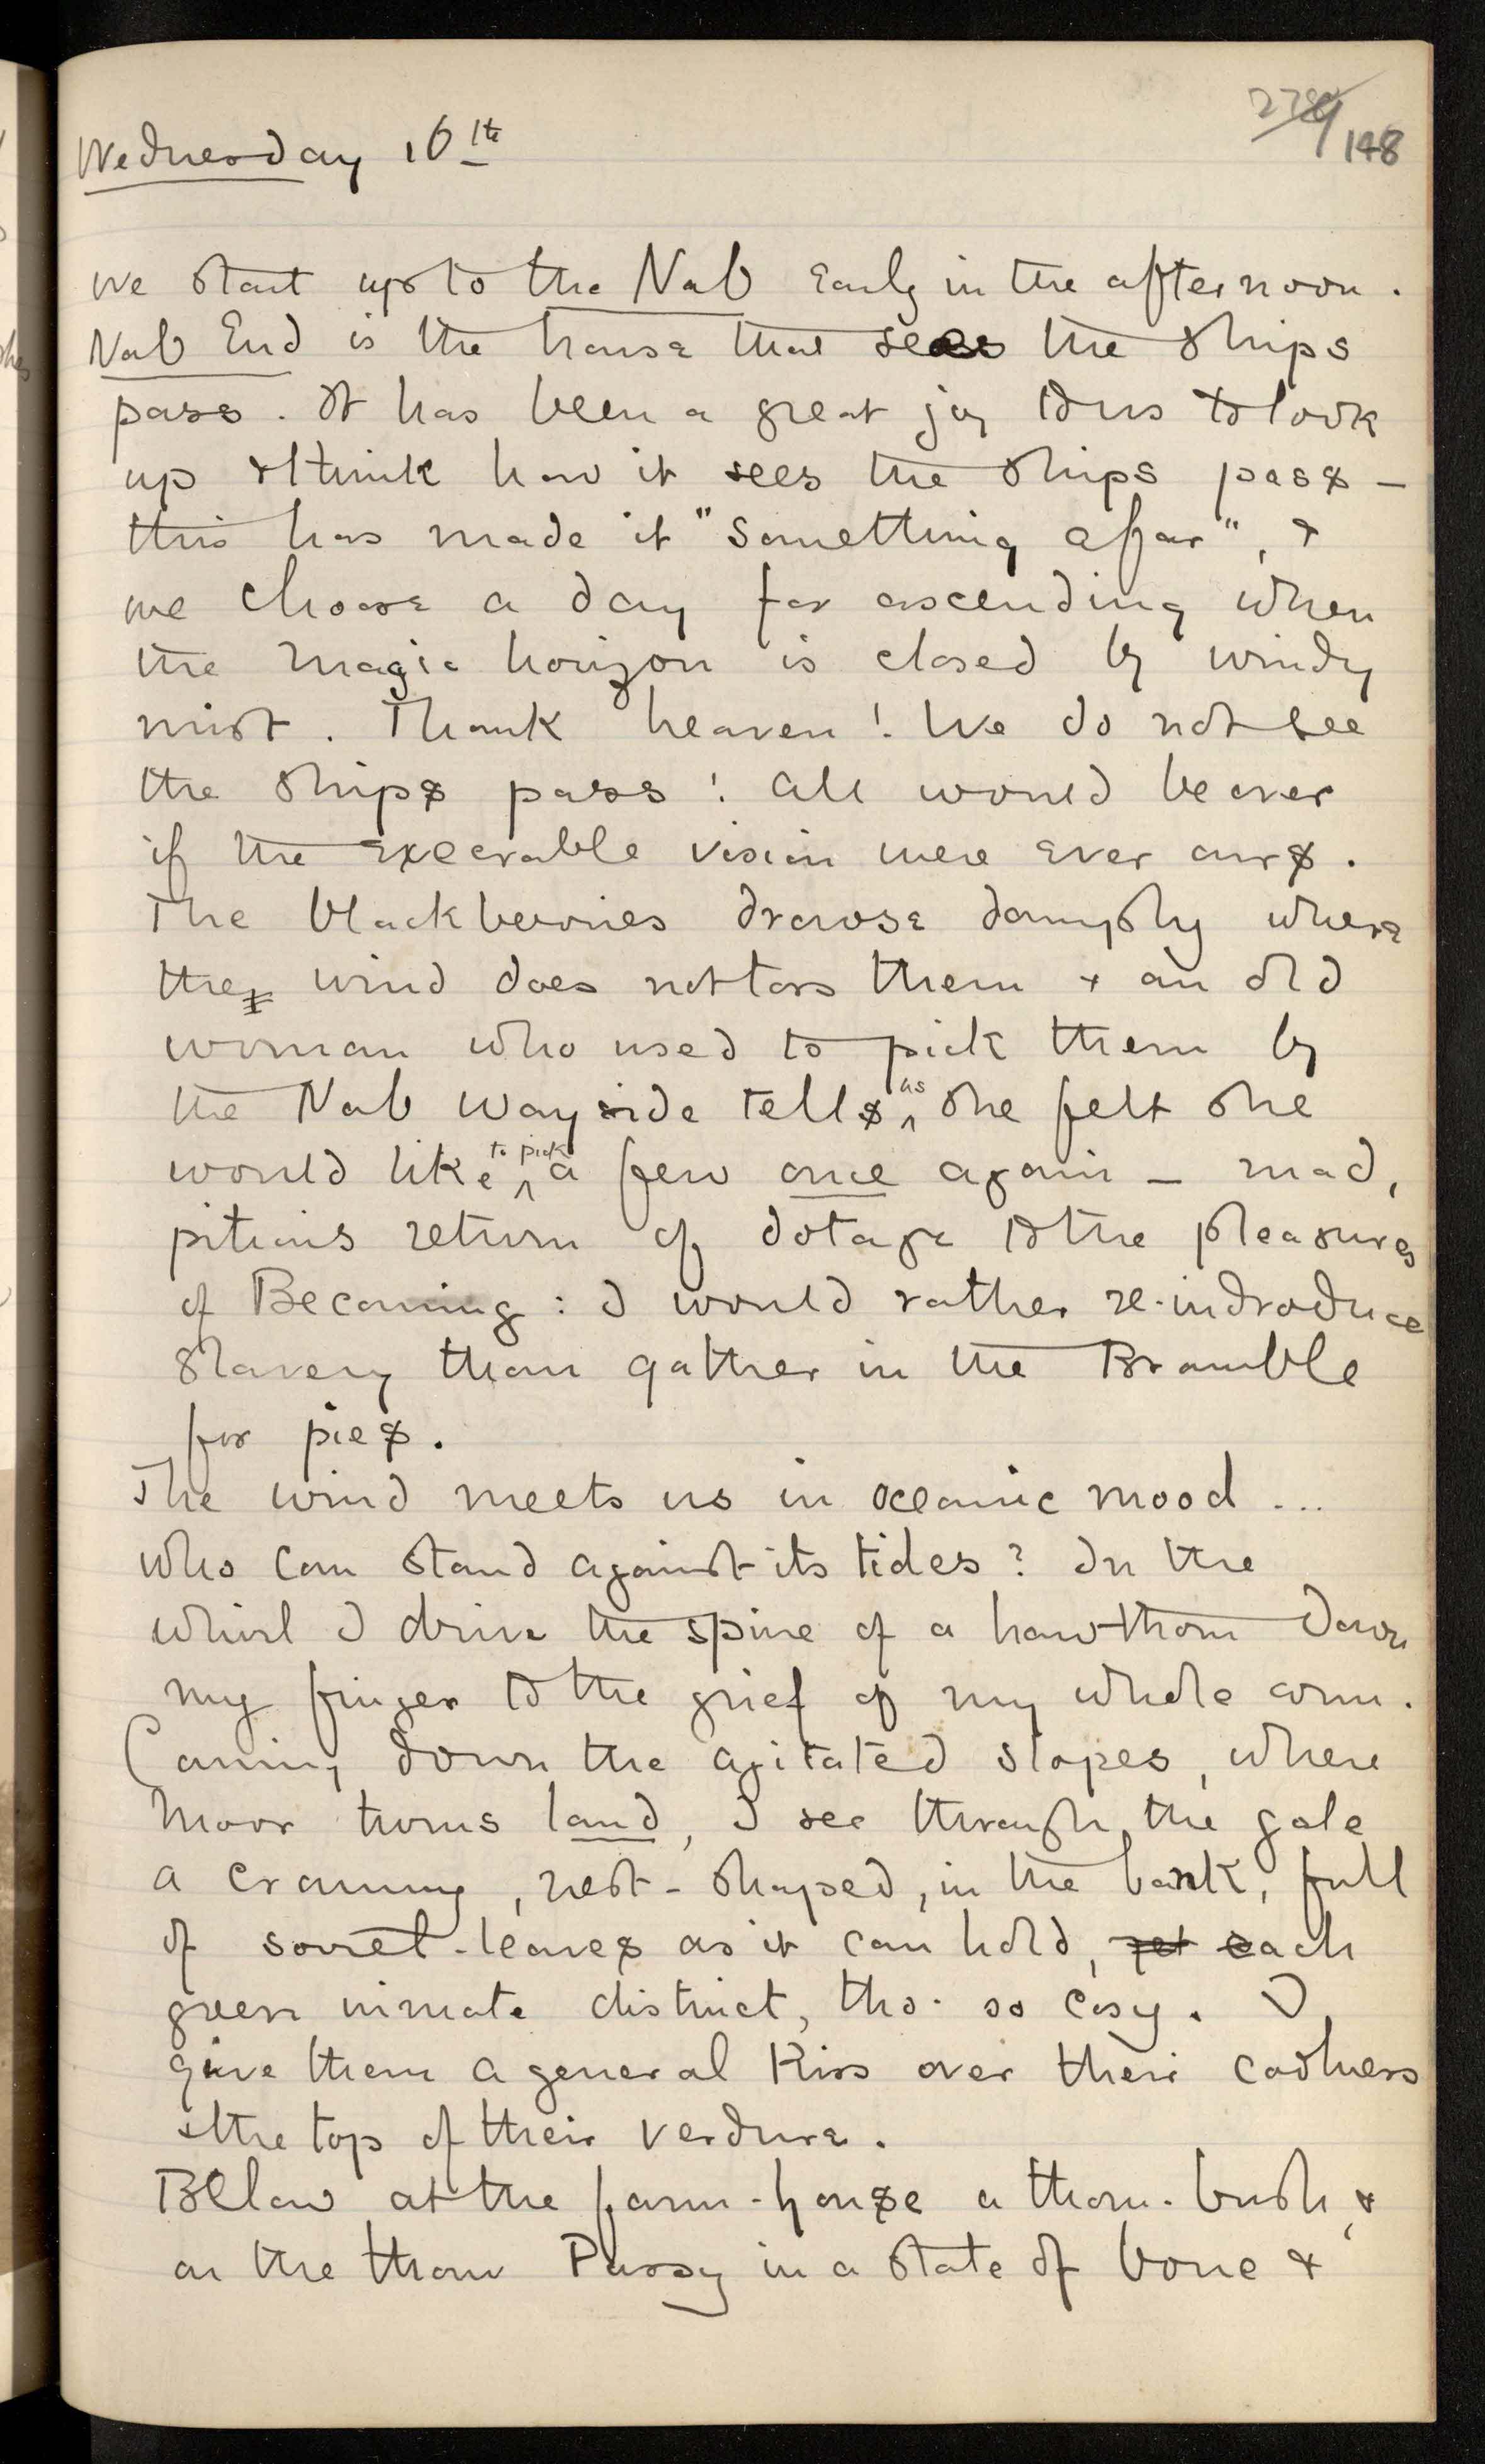 Wednesday 16th
2789 148
We start up to the Nab early in the afternoon.
Nab End is the house that sees the ships
pass. It has been a great joy to us to look
up & think how it sees the ships pass –
this has made it "something afar", &
we choose a day for ascending when
the magic horizon is closed by windy
mist. Thank heaven! We do not see
the ships pass! All would be over
if the execrable vision were ever ours.
The blackberries drowse damply where
the wind does not toss them & an old
woman who used to pick them by
the Nab wayside tells us she felt she
would like to pick a few once again – mad,
piteous return of dotage to the pleasures
of Becoming: I would rather re-indroduce
slavery than gather in the Bramble
for pies.
The wind meets us in oceanic mood ...
who can stand against its tides? In the
whirl I drive the spine of a hawthorn down
my finger to the grief of my whole arm.
Coming down the agitated slopes, where
moor turns land, I see through the gale
a cranny, nest-shaped, in the bank, full
of sorrel-leaves as it can hold, yet each
green inmate distinct, tho' so cosy. I
give them a general kiss over their coolness
& the top of their verdure.
Below at the farm-house a thorn-bush, &
on the thorn Pussy in a state of bone &